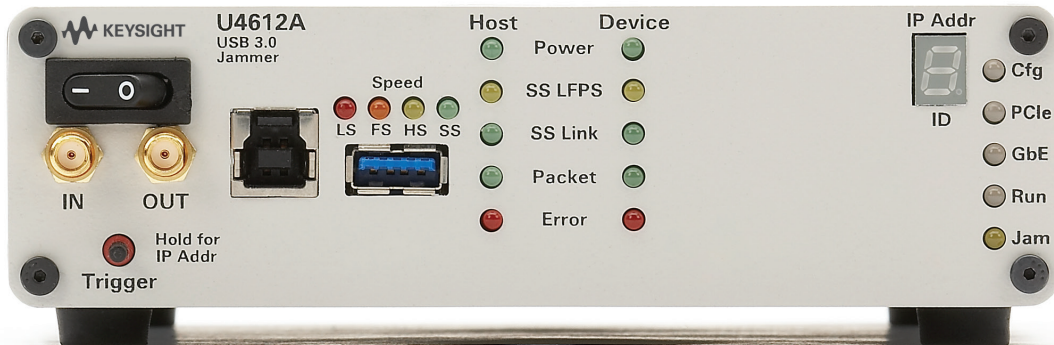 KEYSIGHT
U4612A
USB 3.0
Jammer
Host
Device
IP Addr
Power
Cfg
Speed
SS LFPS
LS FS HS SS
ID
PCIe
SS Link
GbE
Packet
IN
OUT
Run
Error
Hold for
IP Addr
Jam
Trigger